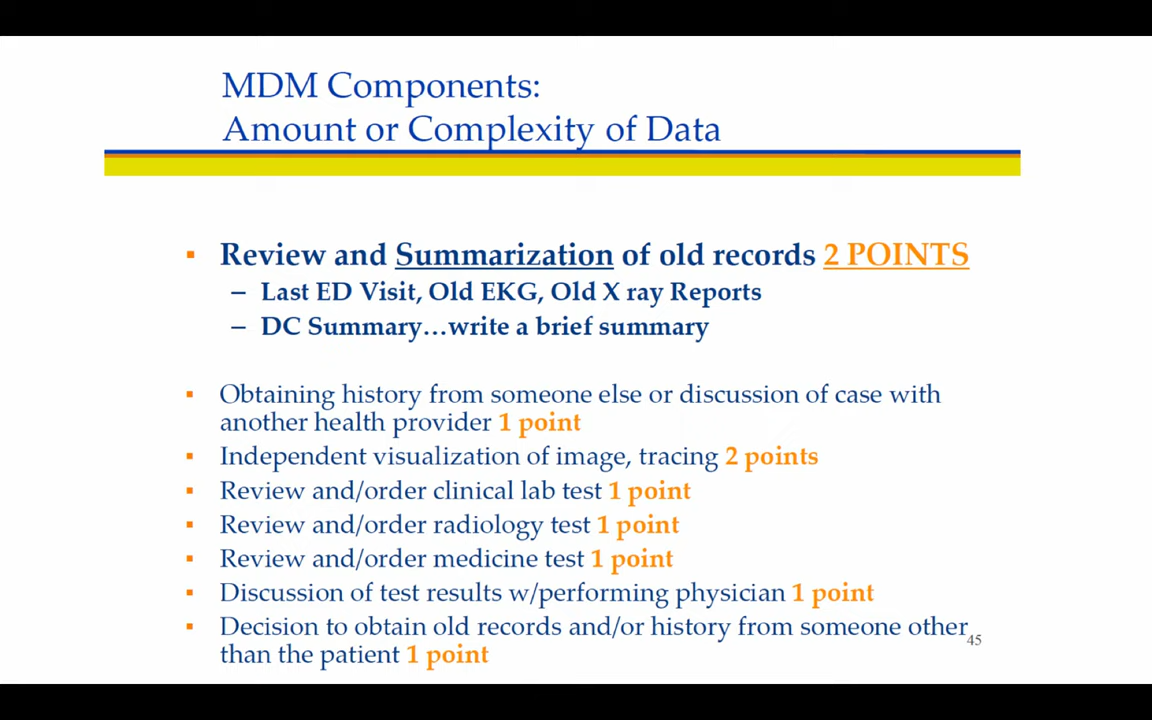 MDM Components:
Amount or Complexity of Data
▪ Review and Summarization of old records 2 POINTS
– Last ED Visit, Old EKG, Old X ray Reports
– DC Summary…write a brief summary
▪ Obtaining history from someone else or discussion of case with
another health provider 1 point
▪ Independent visualization of image, tracing 2 points
▪ Review and/order clinical lab test 1 point
▪ Review and/order radiology test 1 point
▪ Review and/order medicine test 1 point
▪ Discussion of test results w/performing physician 1 point
▪ Decision to obtain old records and/or history from someone other
than the patient 1 point
45